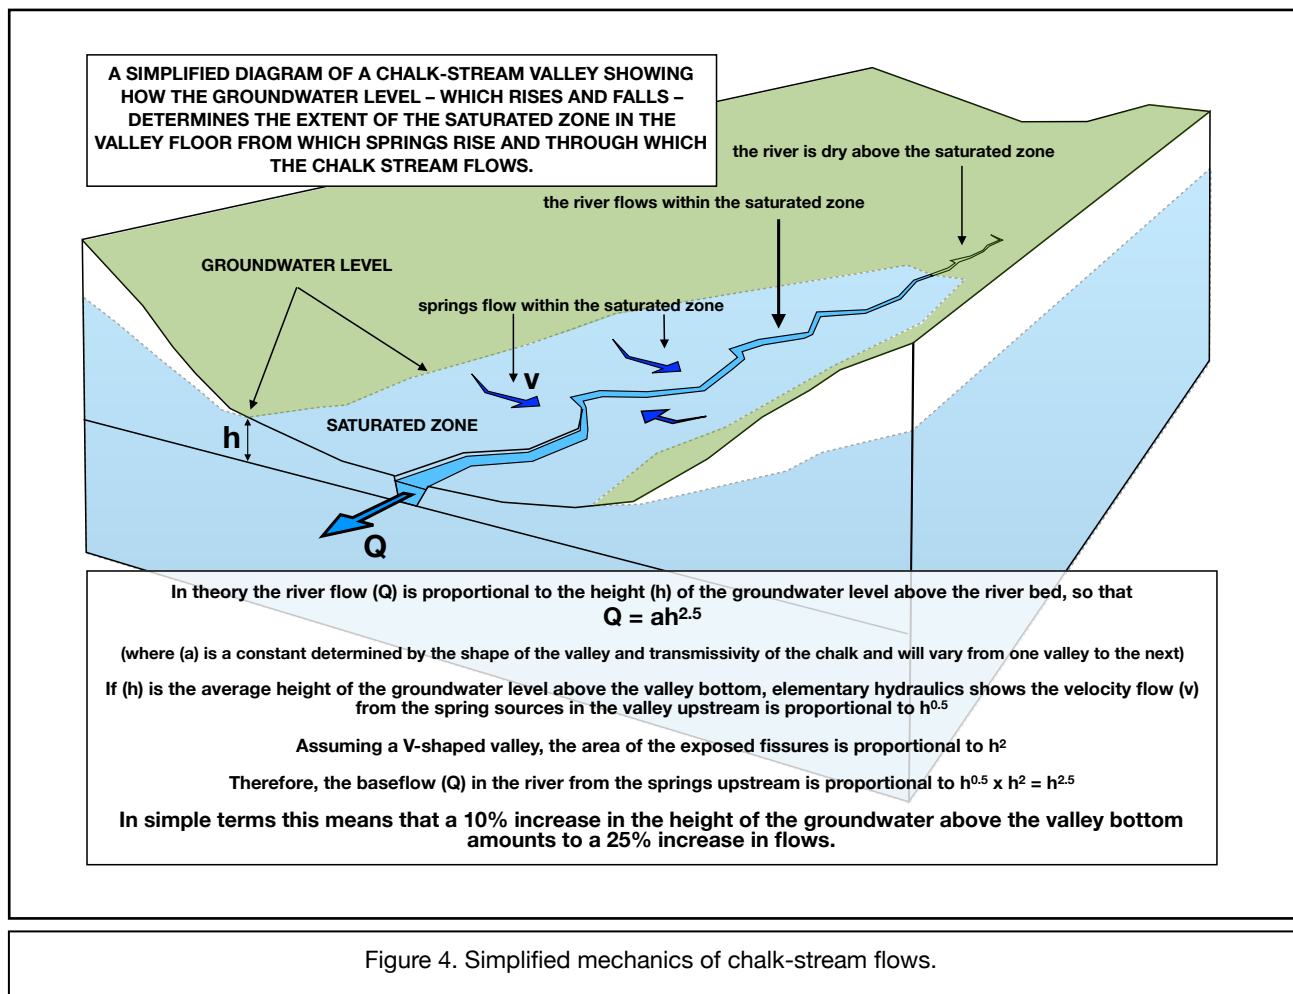 A SIMPLIFIED DIAGRAM OF A CHALK-STREAM VALLEY SHOWING
HOW THE GROUNDWATER LEVEL – WHICH RISES AND FALLS –
DETERMINES THE EXTENT OF THE SATURATED ZONE IN THE
VALLEY FLOOR FROM WHICH SPRINGS RISE AND THROUGH WHICH
THE CHALK STREAM FLOWS.
the river is dry above the saturated zone
the river flows within the saturated zone
GROUNDWATER LEVEL
springs flow within the saturated zone
v
SATURATED ZONE
h
Q
In theory the river flow (Q) is proportional to the height (h) of the groundwater level above the river bed, so that
Q = ah^2.5
(where (a) is a constant determined by the shape of the valley and transmissivity of the chalk and will vary from one valley to the next)
If (h) is the average height of the groundwater level above the valley bottom, elementary hydraulics shows the velocity flow (v)
from the spring sources in the valley upstream is proportional to h^0.5
Assuming a V-shaped valley, the area of the exposed fissures is proportional to h²
Therefore, the baseflow (Q) in the river from the springs upstream is proportional to h^0.5 x h² = h^2.5
In simple terms this means that a 10% increase in the height of the groundwater above the valley bottom
amounts to a 25% increase in flows.
Figure 4. Simplified mechanics of chalk-stream flows.